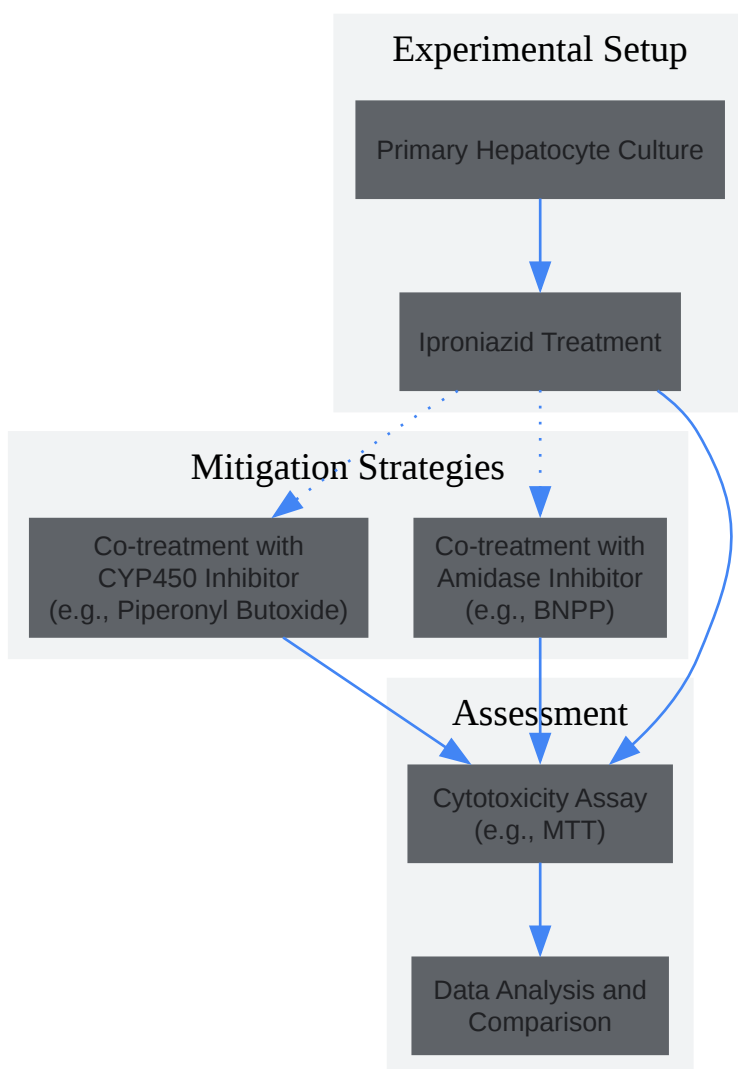 Experimental Setup
Primary Hepatocyte Culture
Iproniazid Treatment
Mitigation Strategies
Co-treatment with
CYP450 Inhibitor
(e.g., Piperonyl Butoxide)
Co-treatment with
Amidase Inhibitor
(e.g., BNPP)
Assessment
Cytotoxicity Assay
(e.g., MTT)
Data Analysis and
Comparison